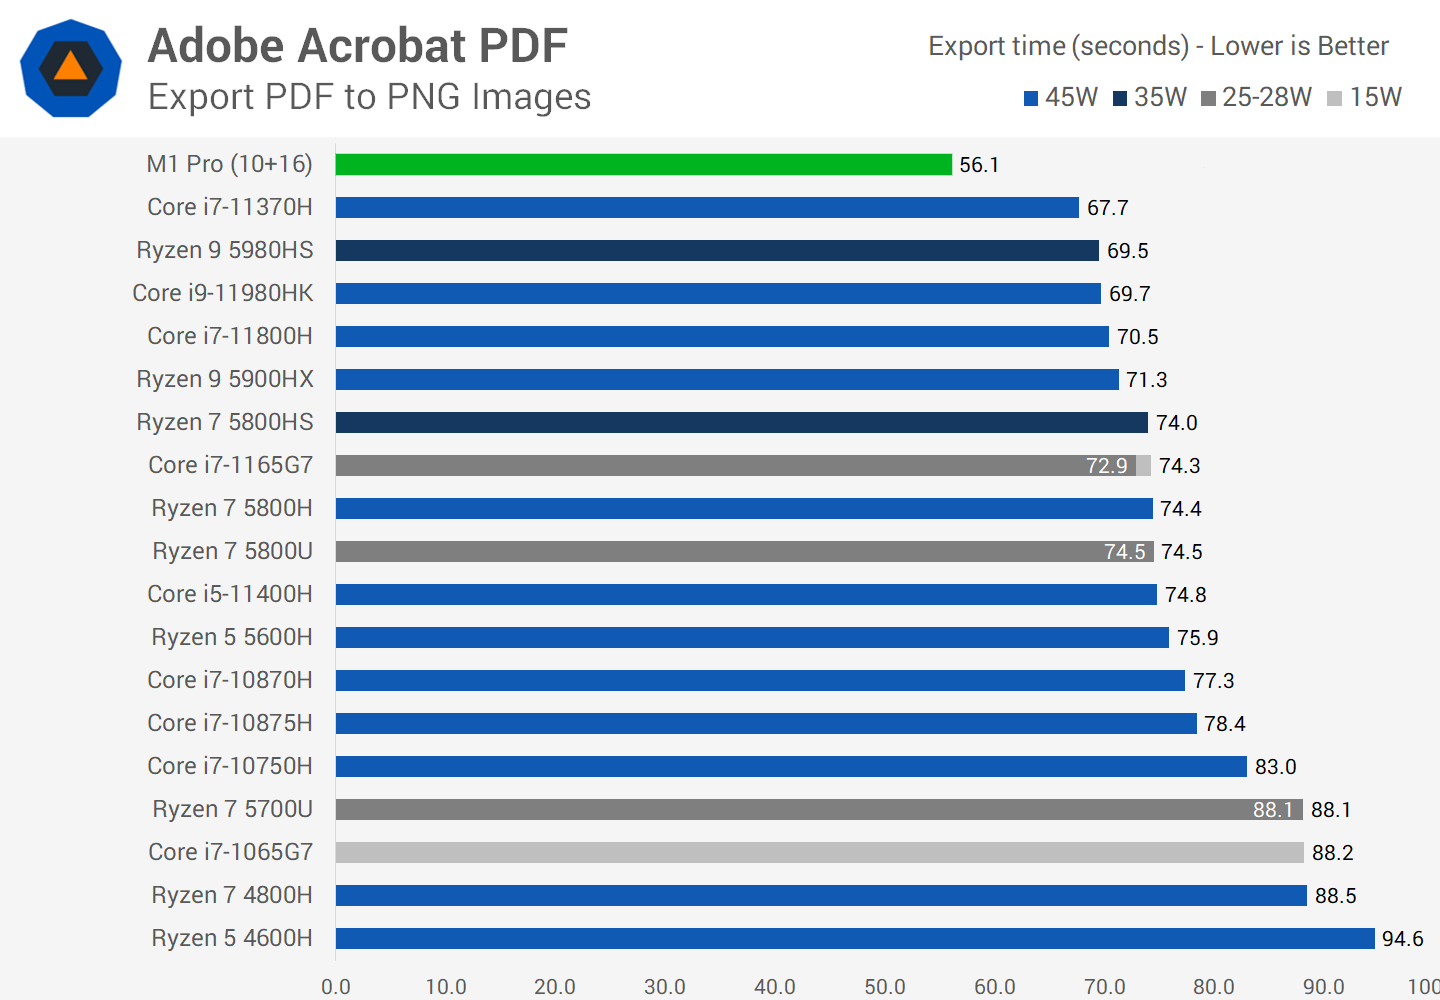 Adobe Acrobat PDF
Export PDF to PNG Images
Export time (seconds) - Lower is Better
45W 35W 25-28W 15W
M1 Pro (10+16) 56.1
Core i7-11370H 67.7
Ryzen 9 5980HS 69.5
Core i9-11980HK 69.7
Core i7-11800H 70.5
Ryzen 9 5900HX 71.3
Ryzen 7 5800HS 74.0
Core i7-1165G7 72.9 74.3
Ryzen 7 5800H 74.4
Ryzen 7 5800U 74.5 74.5
Core i5-11400H 74.8
Ryzen 5 5600H 75.9
Core i7-10870H 77.3
Core i7-10875H 78.4
Core i7-10750H 83.0
Ryzen 7 5700U 88.1 88.1
Core i7-1065G7 88.2
Ryzen 7 4800H 88.5
Ryzen 5 4600H 94.6
0.0 10.0 20.0 30.0 40.0 50.0 60.0 70.0 80.0 90.0 100